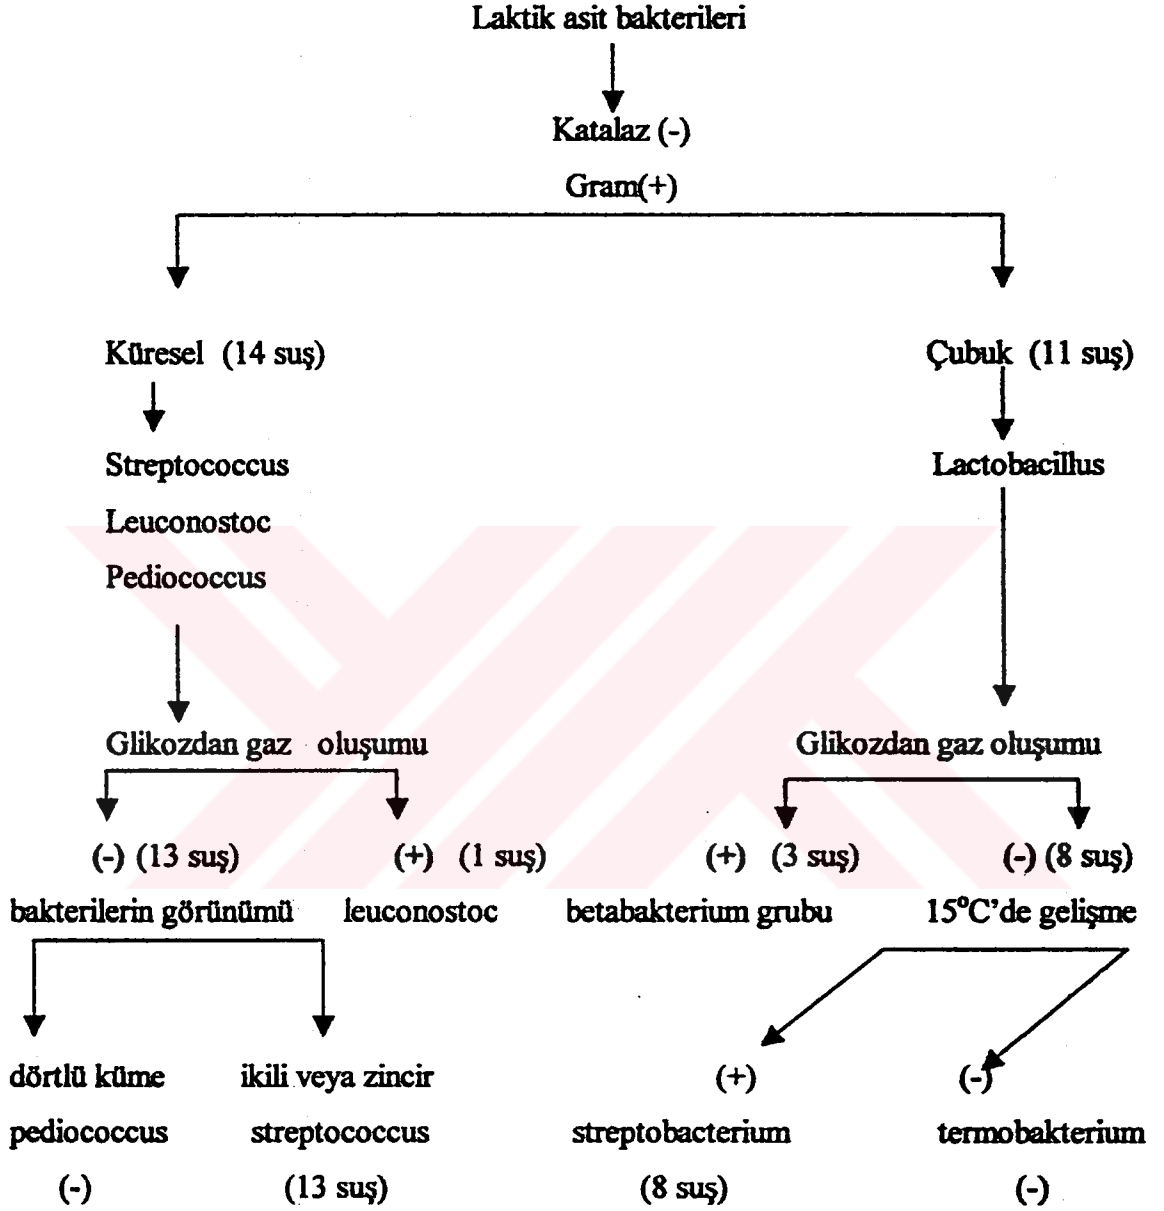 Laktik asit bakterileri
Katalaz (-)
Gram(+)
Küresel (14 suş)
Çubuk (11 suş)
Streptococcus
Lactobacillus
Leuconostoc
Pediococcus
Glikozdan gaz oluşumu
Glikozdan gaz oluşumu
(-) (13 suş)
(+) (1 suş)
(+) (3 suş)
(-) (8 suş)
bakterilerin görünümü
leuconostoc
betabakterium grubu
15°C'de gelişme
dörtlü küme
ikili veya zincir
(+)
(-)
pediococcus
streptococcus
streptobacterium
termobakterium
(-)
(13 suş)
(8 suş)
(-)